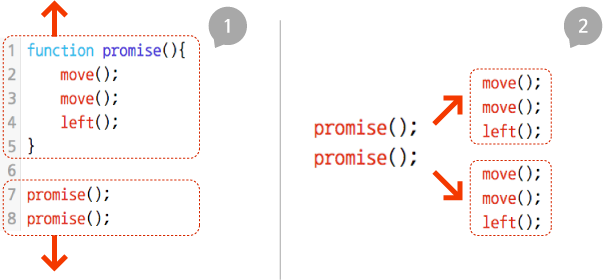 1
1 function promise(){
2 move();
3 move();
4 left();
5 }
6
7 promise();
8 promise();
2
promise();
promise();
move();
move();
left();
move();
move();
left();